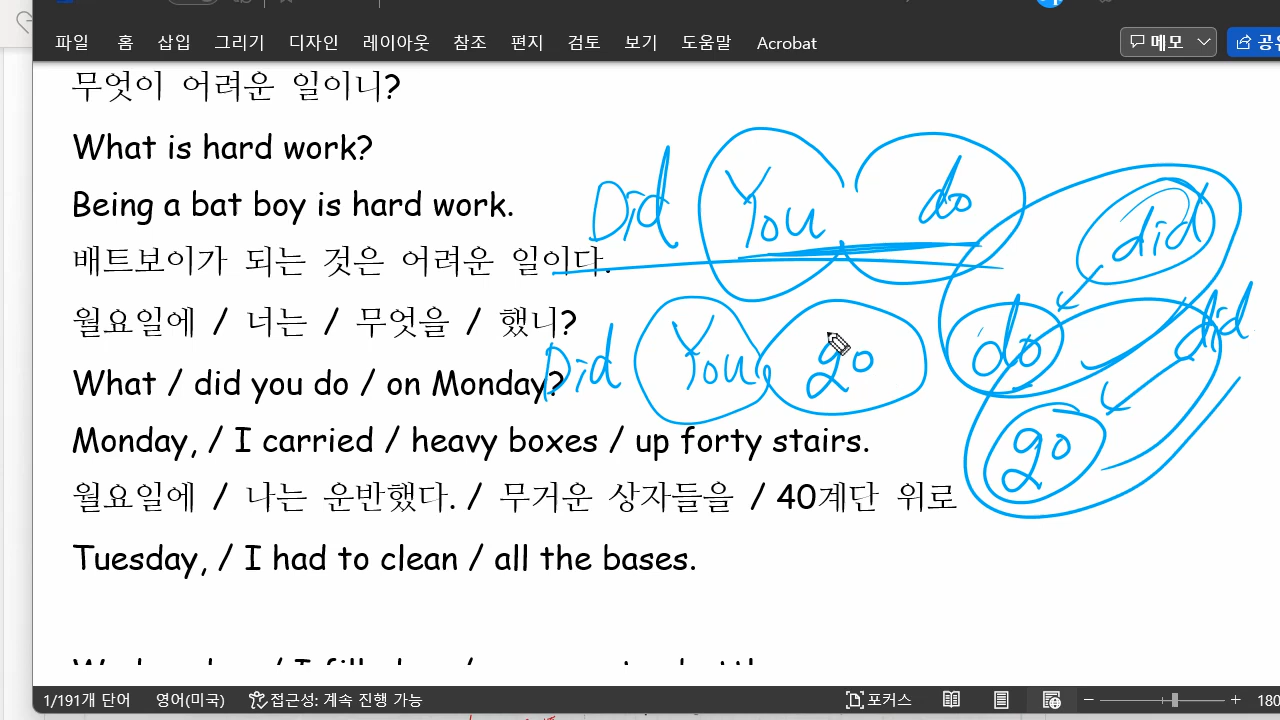 파일 홈 삽입 그리기 디자인 레이아웃 참조 편지 검토 보기 도움말 Acrobat 메모 공유
무엇이 어려운 일이니?
What is hard work?
Being a bat boy is hard work.
배트보이가 되는 것은 어려운 일이다.
Did You do did
월요일에 / 너는 / 무엇을 / 했니?
Did You go do did
What / did you do / on Monday?
Monday, / I carried / heavy boxes / up forty stairs.
go
월요일에 / 나는 운반했다. / 무거운 상자들을 / 40계단 위로
Tuesday, / I had to clean / all the bases.
1/191개 단어 영어(미국) 접근성: 계속 진행 가능 포커스 180